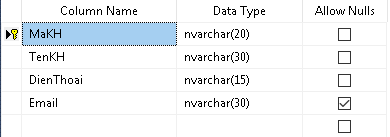 Column Name Data Type Allow Nulls
MaKH nvarchar(20)
TenKH nvarchar(30)
DienThoai nvarchar(15)
Email nvarchar(30)